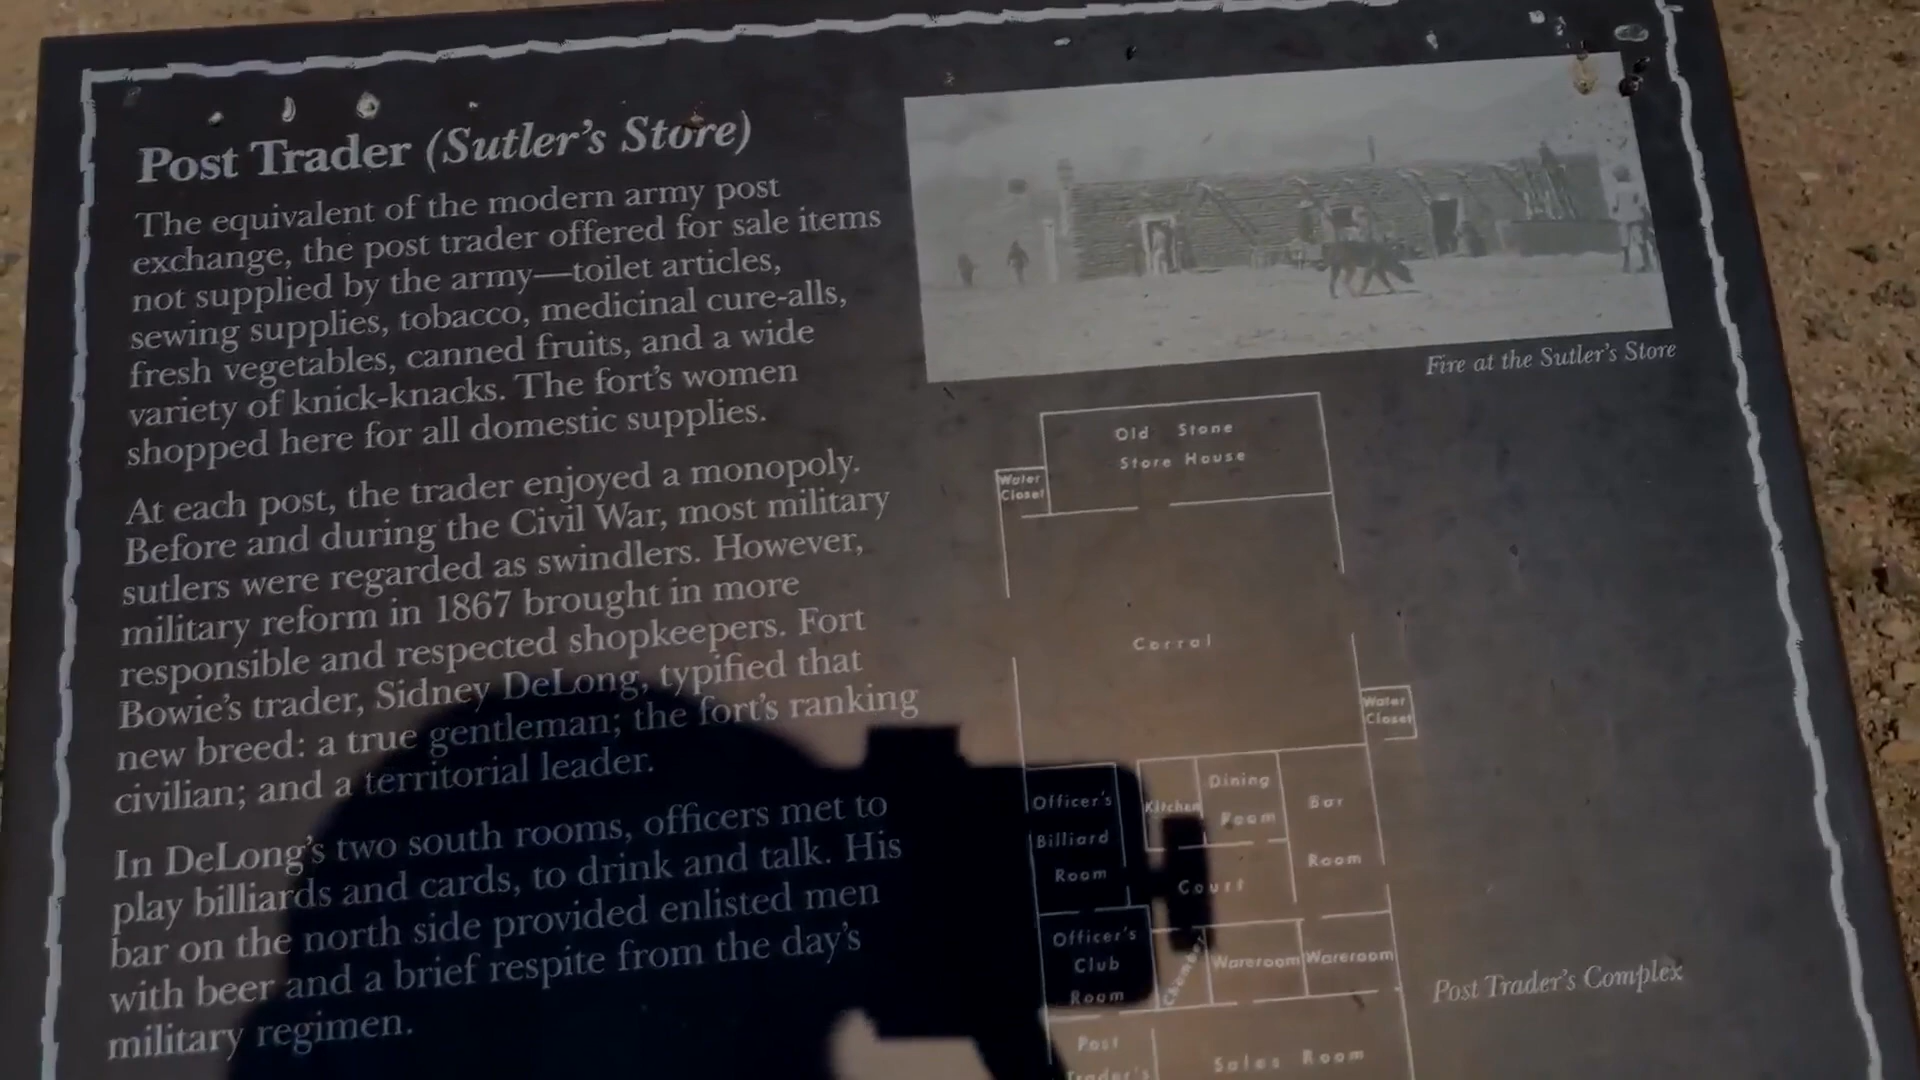 Post Trader (Sutler's Store)
The equivalent of the modern army post
exchange, the post trader offered for sale items
not supplied by the army—toilet articles,
sewing supplies, tobacco, medicinal cure-alls,
fresh vegetables, canned fruits, and a wide
variety of knick-knacks. The fort's women
shopped here for all domestic supplies.
At each post, the trader enjoyed a monopoly.
Before and during the Civil War, most military
sutlers were regarded as swindlers. However,
military reform in 1867 brought in more
responsible and respected shopkeepers. Fort
Bowie's trader, Sidney DeLong, typified that
new breed: a true gentleman; the fort's ranking
civilian; and a territorial leader.
In DeLong's two south rooms, officers met to
play billiards and cards, to drink and talk. His
bar on the north side provided enlisted men
with beer and a brief respite from the day's
military regimen.
Fire at the Sutler's Store
Old Stone
Store House
Water
Closet
Corral
Water
Closet
Officer's
Billiard
Room
Kitchen
Dining
Room
Bar
Room
Court
Officer's
Club
Room
Wareroom
Wareroom
Post Trader's Complex
Post
Trader's
Sales Room